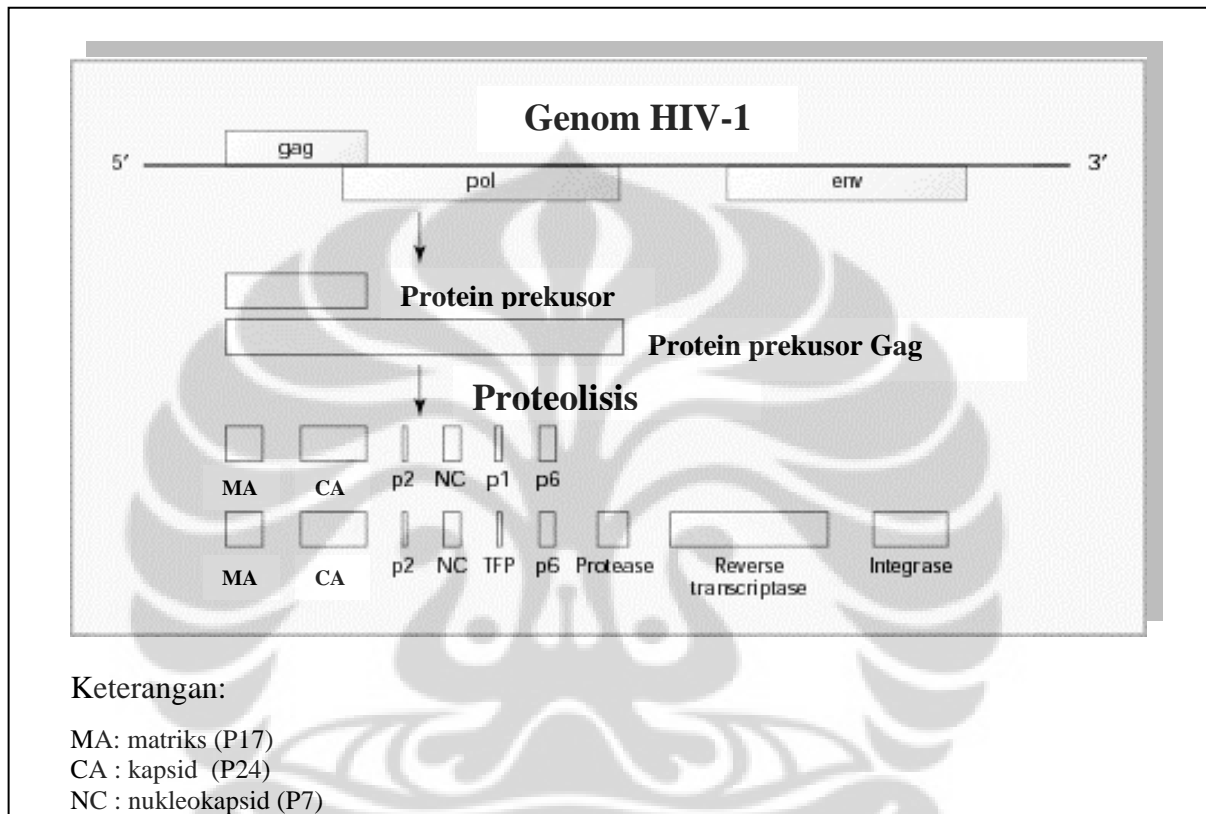 Genom HIV-1
gag
5′ 3′
pol env
Protein prekusor
Protein prekusor Gag
Proteolisis
MA CA p2 NC p1 p6
MA CA p2 NC TFP p6 Protease Reverse transcriptase Integrase
Keterangan:
MA: matriks (P17)
CA : kapsid (P24)
NC : nukleokapsid (P7)